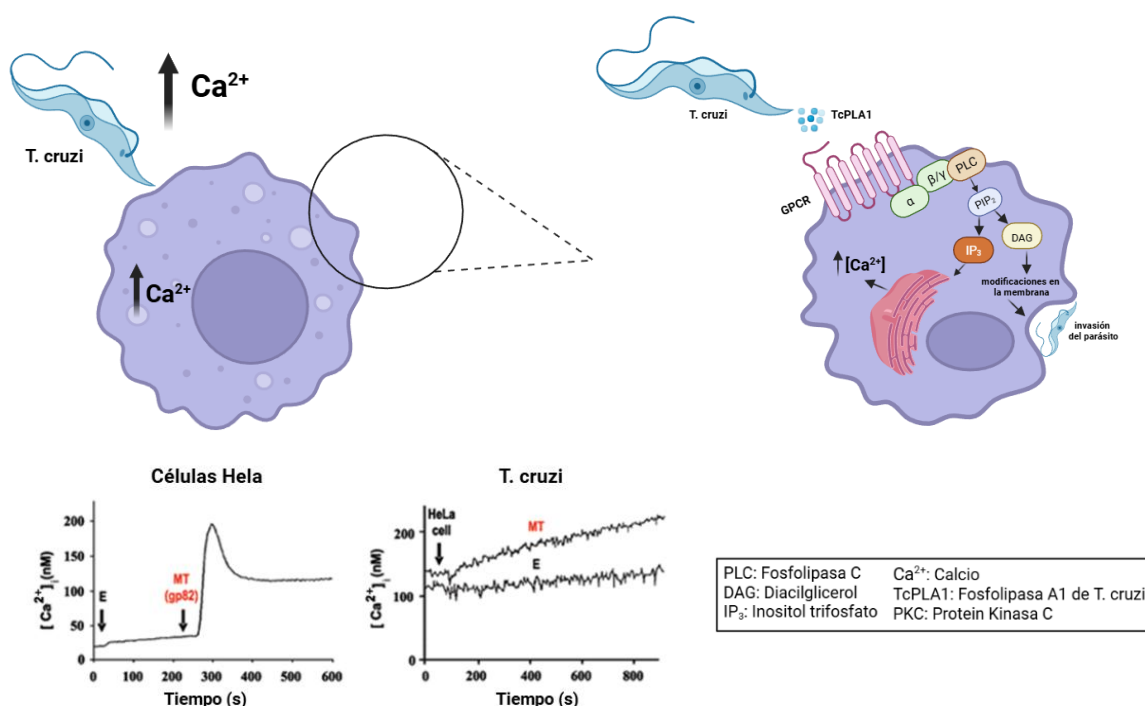 Ca²⁺
T. cruzi
Ca²⁺
T. cruzi
TcPLA1
GPCR
α
β/γ
PLC
PIP₂
IP₃
DAG
[Ca²⁺]
modificaciones en
la membrana
invasión
del parásito
Células Hela
[Ca²⁺]i(nM)
200
150
100
50
0
E
MT
(gp82)
0 100 200 300 400 500 600
Tiempo (s)
T. cruzi
[Ca²⁺]i(nM)
200
100
0
HeLa
cell
MT
E
0 200 400 600 800
Tiempo (s)
PLC: Fosfolipasa C
DAG: Diacilglicerol
IP₃: Inositol trifosfato
Ca²⁺: Calcio
TcPLA1: Fosfolipasa A1 de T. cruzi
PKC: Protein Kinasa C